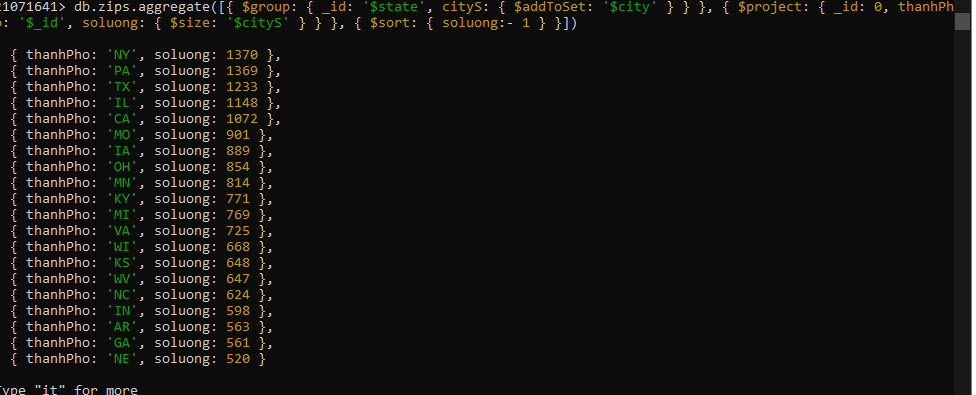 21071641> db.zips.aggregate([{ $group: { _id: '$state', cityS: { $addToSet: '$city' } } }, { $project: { _id: 0, thanhPh
o: '$_id', soluong: { $size: '$cityS' } } }, { $sort: { soluong:- 1 } }])
{ thanhPho: 'NY', soluong: 1370 },
{ thanhPho: 'PA', soluong: 1369 },
{ thanhPho: 'TX', soluong: 1233 },
{ thanhPho: 'IL', soluong: 1148 },
{ thanhPho: 'CA', soluong: 1072 },
{ thanhPho: 'MO', soluong: 901 },
{ thanhPho: 'IA', soluong: 889 },
{ thanhPho: 'OH', soluong: 854 },
{ thanhPho: 'MN', soluong: 814 },
{ thanhPho: 'KY', soluong: 771 },
{ thanhPho: 'MI', soluong: 769 },
{ thanhPho: 'VA', soluong: 725 },
{ thanhPho: 'WI', soluong: 668 },
{ thanhPho: 'KS', soluong: 648 },
{ thanhPho: 'WV', soluong: 647 },
{ thanhPho: 'NC', soluong: 624 },
{ thanhPho: 'IN', soluong: 598 },
{ thanhPho: 'AR', soluong: 563 },
{ thanhPho: 'GA', soluong: 561 },
{ thanhPho: 'NE', soluong: 520 }
Type "it" for more